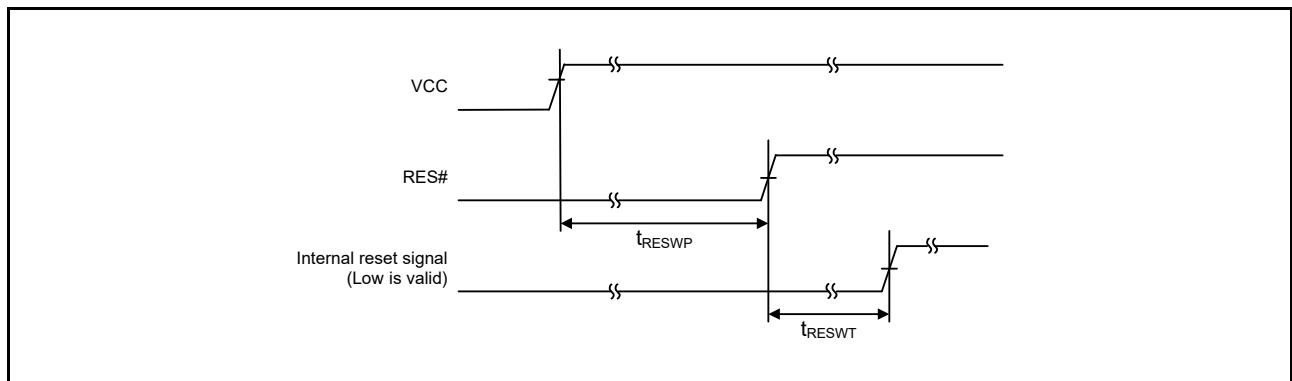 VCC
RES#
tRESWP
Internal reset signal
(Low is valid)
tRESWT